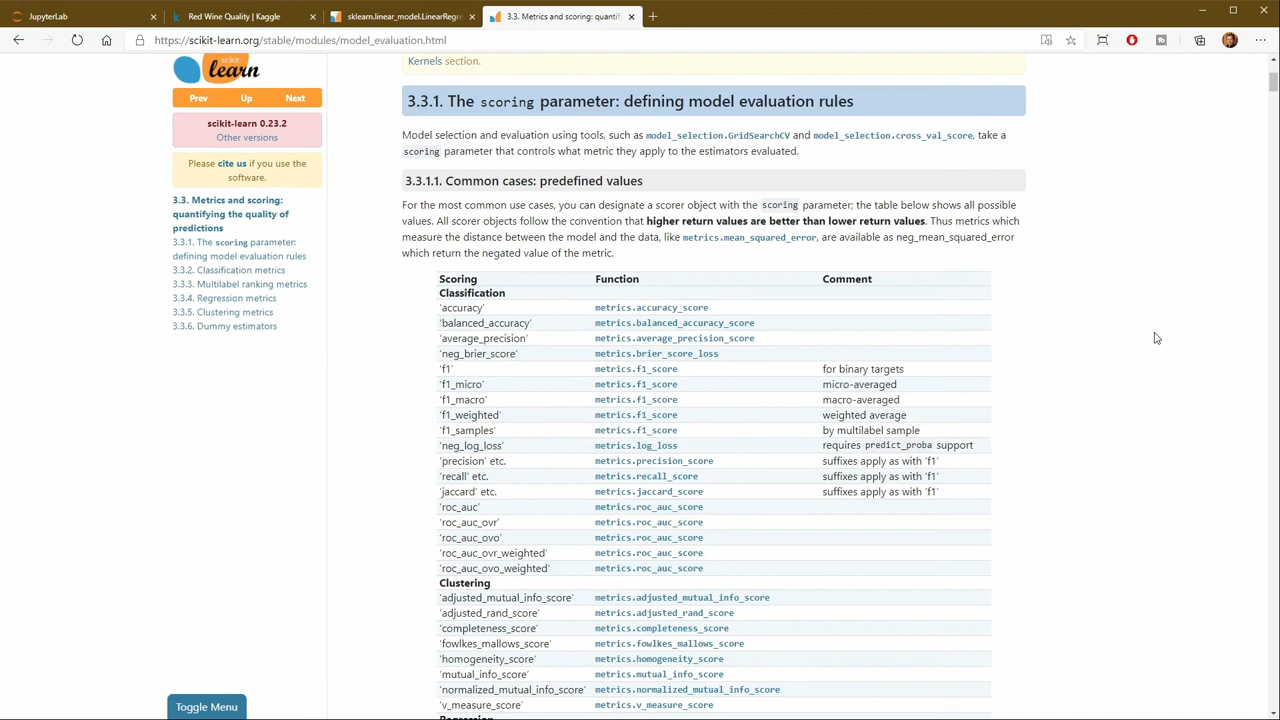 JupyterLab
Red Wine Quality | Kaggle
sklearn.linear_model.LinearRegr
3.3. Metrics and scoring: quantify
https://scikit-learn.org/stable/modules/model_evaluation.html
scikit
learn
Prev Up Next
scikit-learn 0.23.2
Other versions
Please cite us if you use the
software.
3.3. Metrics and scoring:
quantifying the quality of
predictions
3.3.1. The scoring parameter:
defining model evaluation rules
3.3.2. Classification metrics
3.3.3. Multilabel ranking metrics
3.3.4. Regression metrics
3.3.5. Clustering metrics
3.3.6. Dummy estimators
Toggle Menu
Kernels section.
3.3.1. The scoring parameter: defining model evaluation rules
Model selection and evaluation using tools, such as model_selection.GridSearchCV and model_selection.cross_val_score, take a
scoring parameter that controls what metric they apply to the estimators evaluated.
3.3.1.1. Common cases: predefined values
For the most common use cases, you can designate a scorer object with the scoring parameter; the table below shows all possible
values. All scorer objects follow the convention that higher return values are better than lower return values. Thus metrics which
measure the distance between the model and the data, like metrics.mean_squared_error, are available as neg_mean_squared_error
which return the negated value of the metric.
Scoring Function Comment
Classification
'accuracy' metrics.accuracy_score
'balanced_accuracy' metrics.balanced_accuracy_score
'average_precision' metrics.average_precision_score
'neg_brier_score' metrics.brier_score_loss
'f1' metrics.f1_score for binary targets
'f1_micro' metrics.f1_score micro-averaged
'f1_macro' metrics.f1_score macro-averaged
'f1_weighted' metrics.f1_score weighted average
'f1_samples' metrics.f1_score by multilabel sample
'neg_log_loss' metrics.log_loss requires predict_proba support
'precision' etc. metrics.precision_score suffixes apply as with 'f1'
'recall' etc. metrics.recall_score suffixes apply as with 'f1'
'jaccard' etc. metrics.jaccard_score suffixes apply as with 'f1'
'roc_auc' metrics.roc_auc_score
'roc_auc_ovr' metrics.roc_auc_score
'roc_auc_ovo' metrics.roc_auc_score
'roc_auc_ovr_weighted' metrics.roc_auc_score
'roc_auc_ovo_weighted' metrics.roc_auc_score
Clustering
'adjusted_mutual_info_score' metrics.adjusted_mutual_info_score
'adjusted_rand_score' metrics.adjusted_rand_score
'completeness_score' metrics.completeness_score
'fowlkes_mallows_score' metrics.fowlkes_mallows_score
'homogeneity_score' metrics.homogeneity_score
'mutual_info_score' metrics.mutual_info_score
'normalized_mutual_info_score' metrics.normalized_mutual_info_score
'v_measure_score' metrics.v_measure_score
Regression